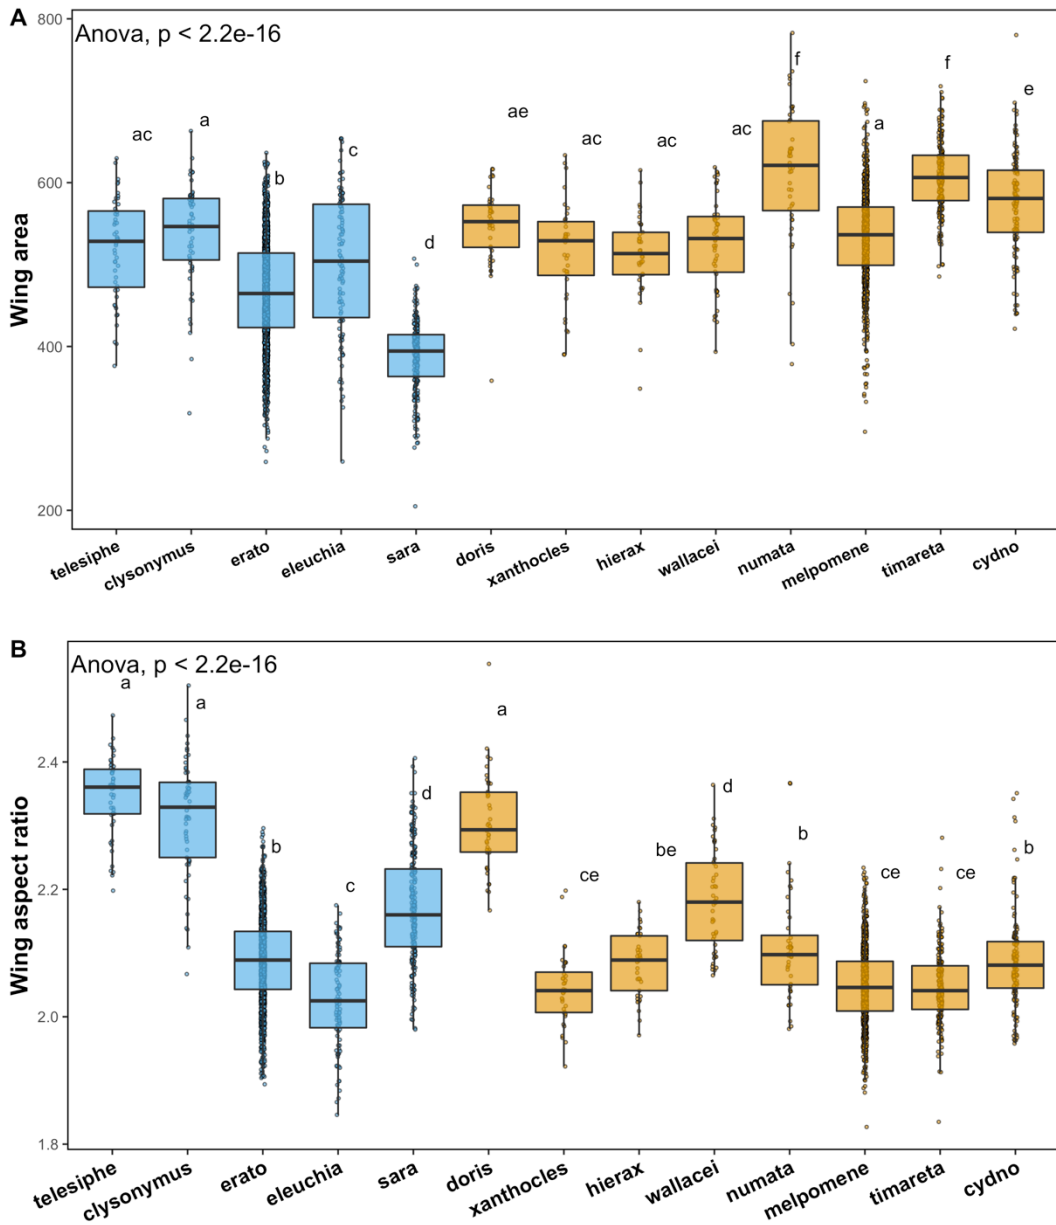 A
Anova, p < 2.2e-16
Wing area
800
600
400
200
ac
a
b
c
d
ae
ac
ac
ac
f
a
f
e
telesiphe
clysonymus
erato
eleuchia
sara
doris
xanthocles
hierax
wallacei
numata
melpomene
timareta
cydno
B
Anova, p < 2.2e-16
Wing aspect ratio
2.4
2.2
2.0
1.8
a
a
b
c
d
a
ce
be
d
b
ce
ce
b
telesiphe
clysonymus
erato
eleuchia
sara
doris
xanthocles
hierax
wallacei
numata
melpomene
timareta
cydno